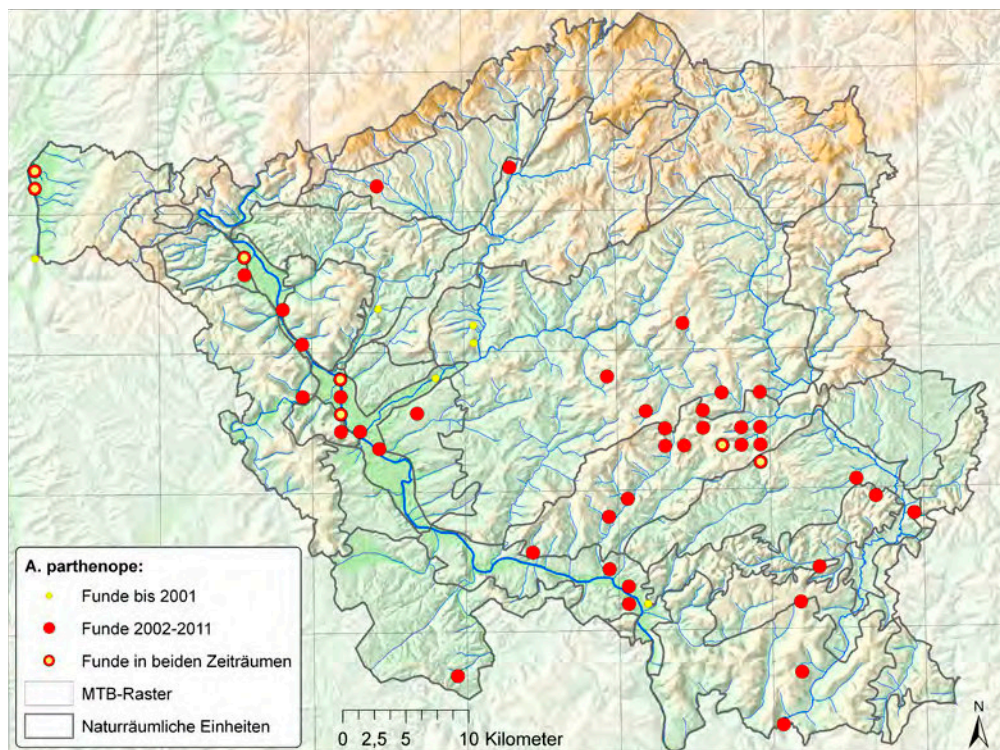 A. parthenope:
Funde bis 2001
Funde 2002-2011
Funde in beiden Zeiträumen
MTB-Raster
Naturräumliche Einheiten
0 2,5 5 10 Kilometer
N